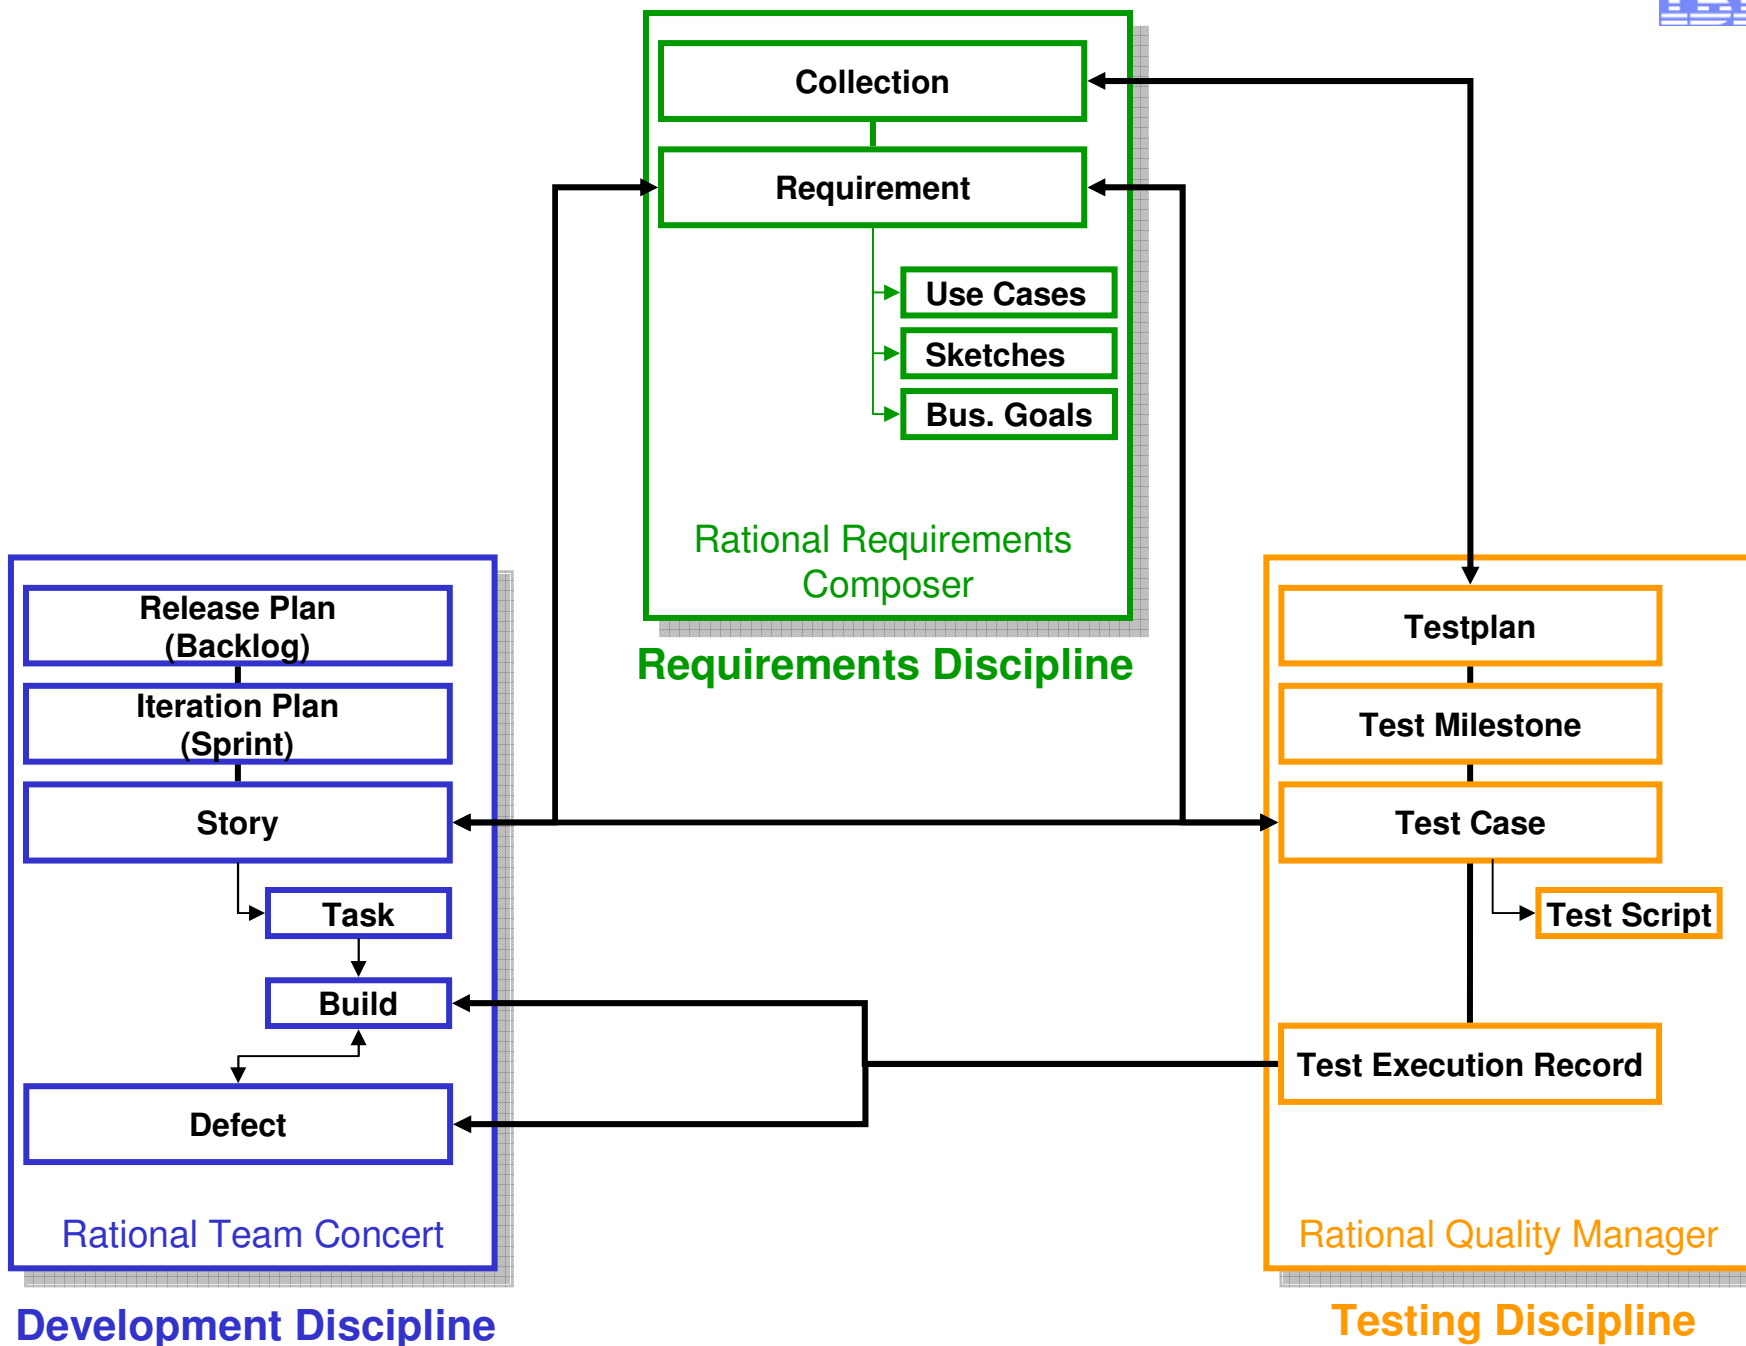 Collection
Requirement
Use Cases
Sketches
Bus. Goals
Rational Requirements
Composer
Requirements Discipline
Release Plan
(Backlog)
Iteration Plan
(Sprint)
Story
Task
Build
Defect
Rational Team Concert
Development Discipline
Testplan
Test Milestone
Test Case
Test Script
Test Execution Record
Rational Quality Manager
Testing Discipline